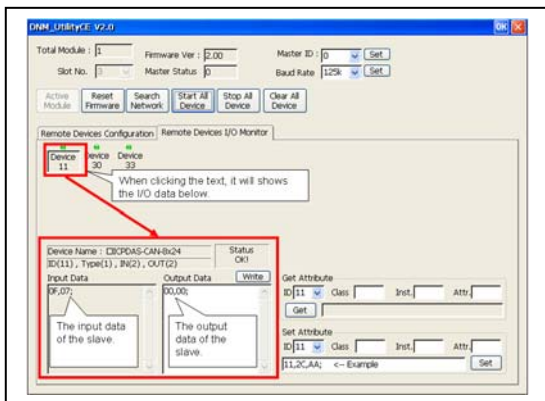 DNM_UtilityCE V2.0 OK
Total Module : 1 Firmware Ver : 2.00 Master ID : 0 Set
Slot No. 3 Master Status 0 Baud Rate 125k Set
Active Module Reset Firmware Search Network Start All Device Stop All Device Clear All Device
Remote Devices Configuration Remote Devices I/O Monitor
Device 11 Device 30 Device 33
When clicking the text, it will shows
the I/O data below.
Device Name : ICPDAS-CAN-8x24 Status OK!
ID(11) , Type(1) , IN(2) , OUT(2)
Input Data Output Data Write
0F,07; 00,00;
The input data
of the slave.
The output
data of the
slave.
Get Attribute
ID 11 Class Inst. Attr.
Get
Set Attribute
ID 11 Class Inst. Attr.
11,2C,AA; <-- Example Set